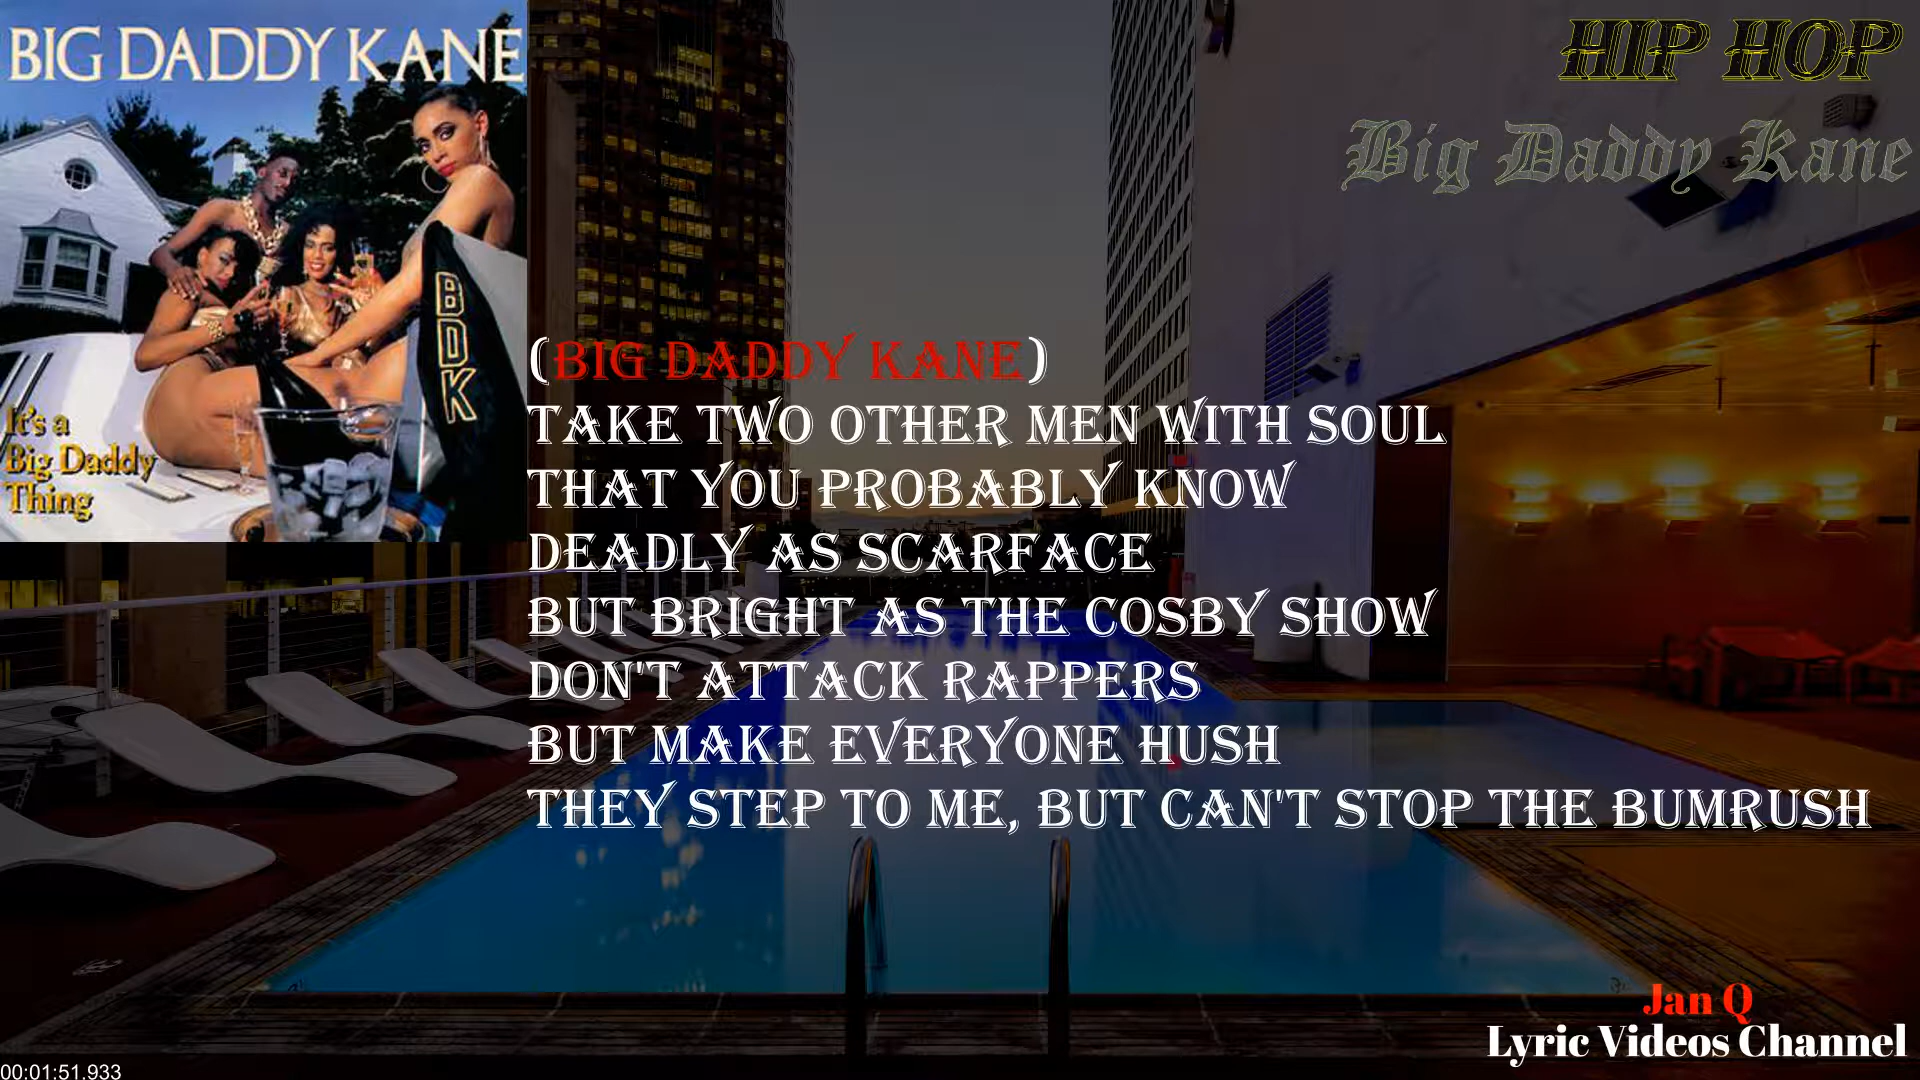 BIG DADDY KANE
BDK
It's a
Big Daddy
Thing
HIP HOP
Big Daddy Kane
(BIG DADDY KANE)
TAKE TWO OTHER MEN WITH SOUL
THAT YOU PROBABLY KNOW
DEADLY AS SCARFACE
BUT BRIGHT AS THE COSBY SHOW
DON'T ATTACK RAPPERS
BUT MAKE EVERYONE HUSH
THEY STEP TO ME, BUT CAN'T STOP THE BUMRUSH
Jan Q
Lyric Videos Channel
00:01:51.933